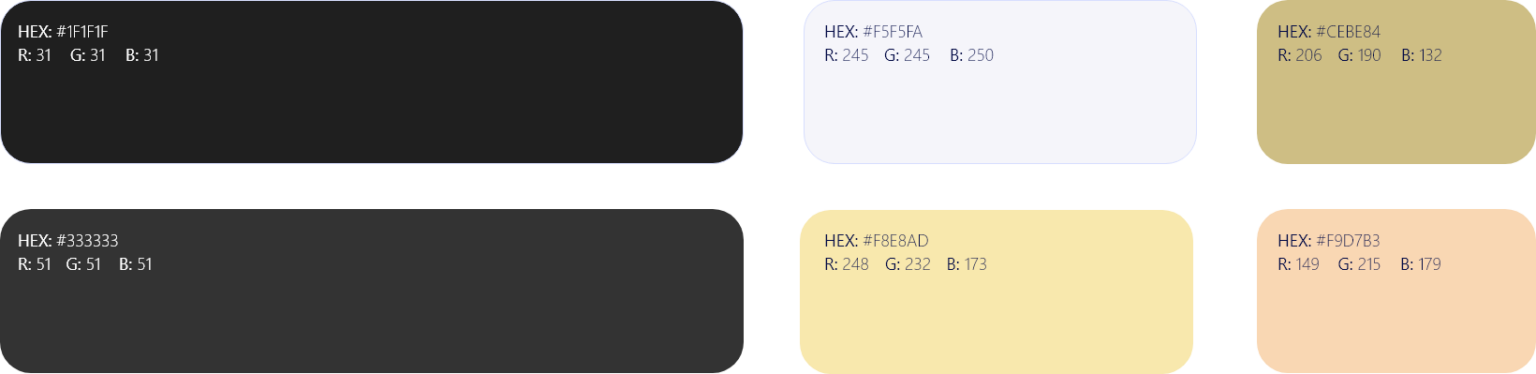 HEX: #1F1F1F
R: 31 G: 31 B: 31
HEX: #F5F5FA
R: 245 G: 245 B: 250
HEX: #CEBE84
R: 206 G: 190 B: 132
HEX: #333333
R: 51 G: 51 B: 51
HEX: #F8E8AD
R: 248 G: 232 B: 173
HEX: #F9D7B3
R: 149 G: 215 B: 179